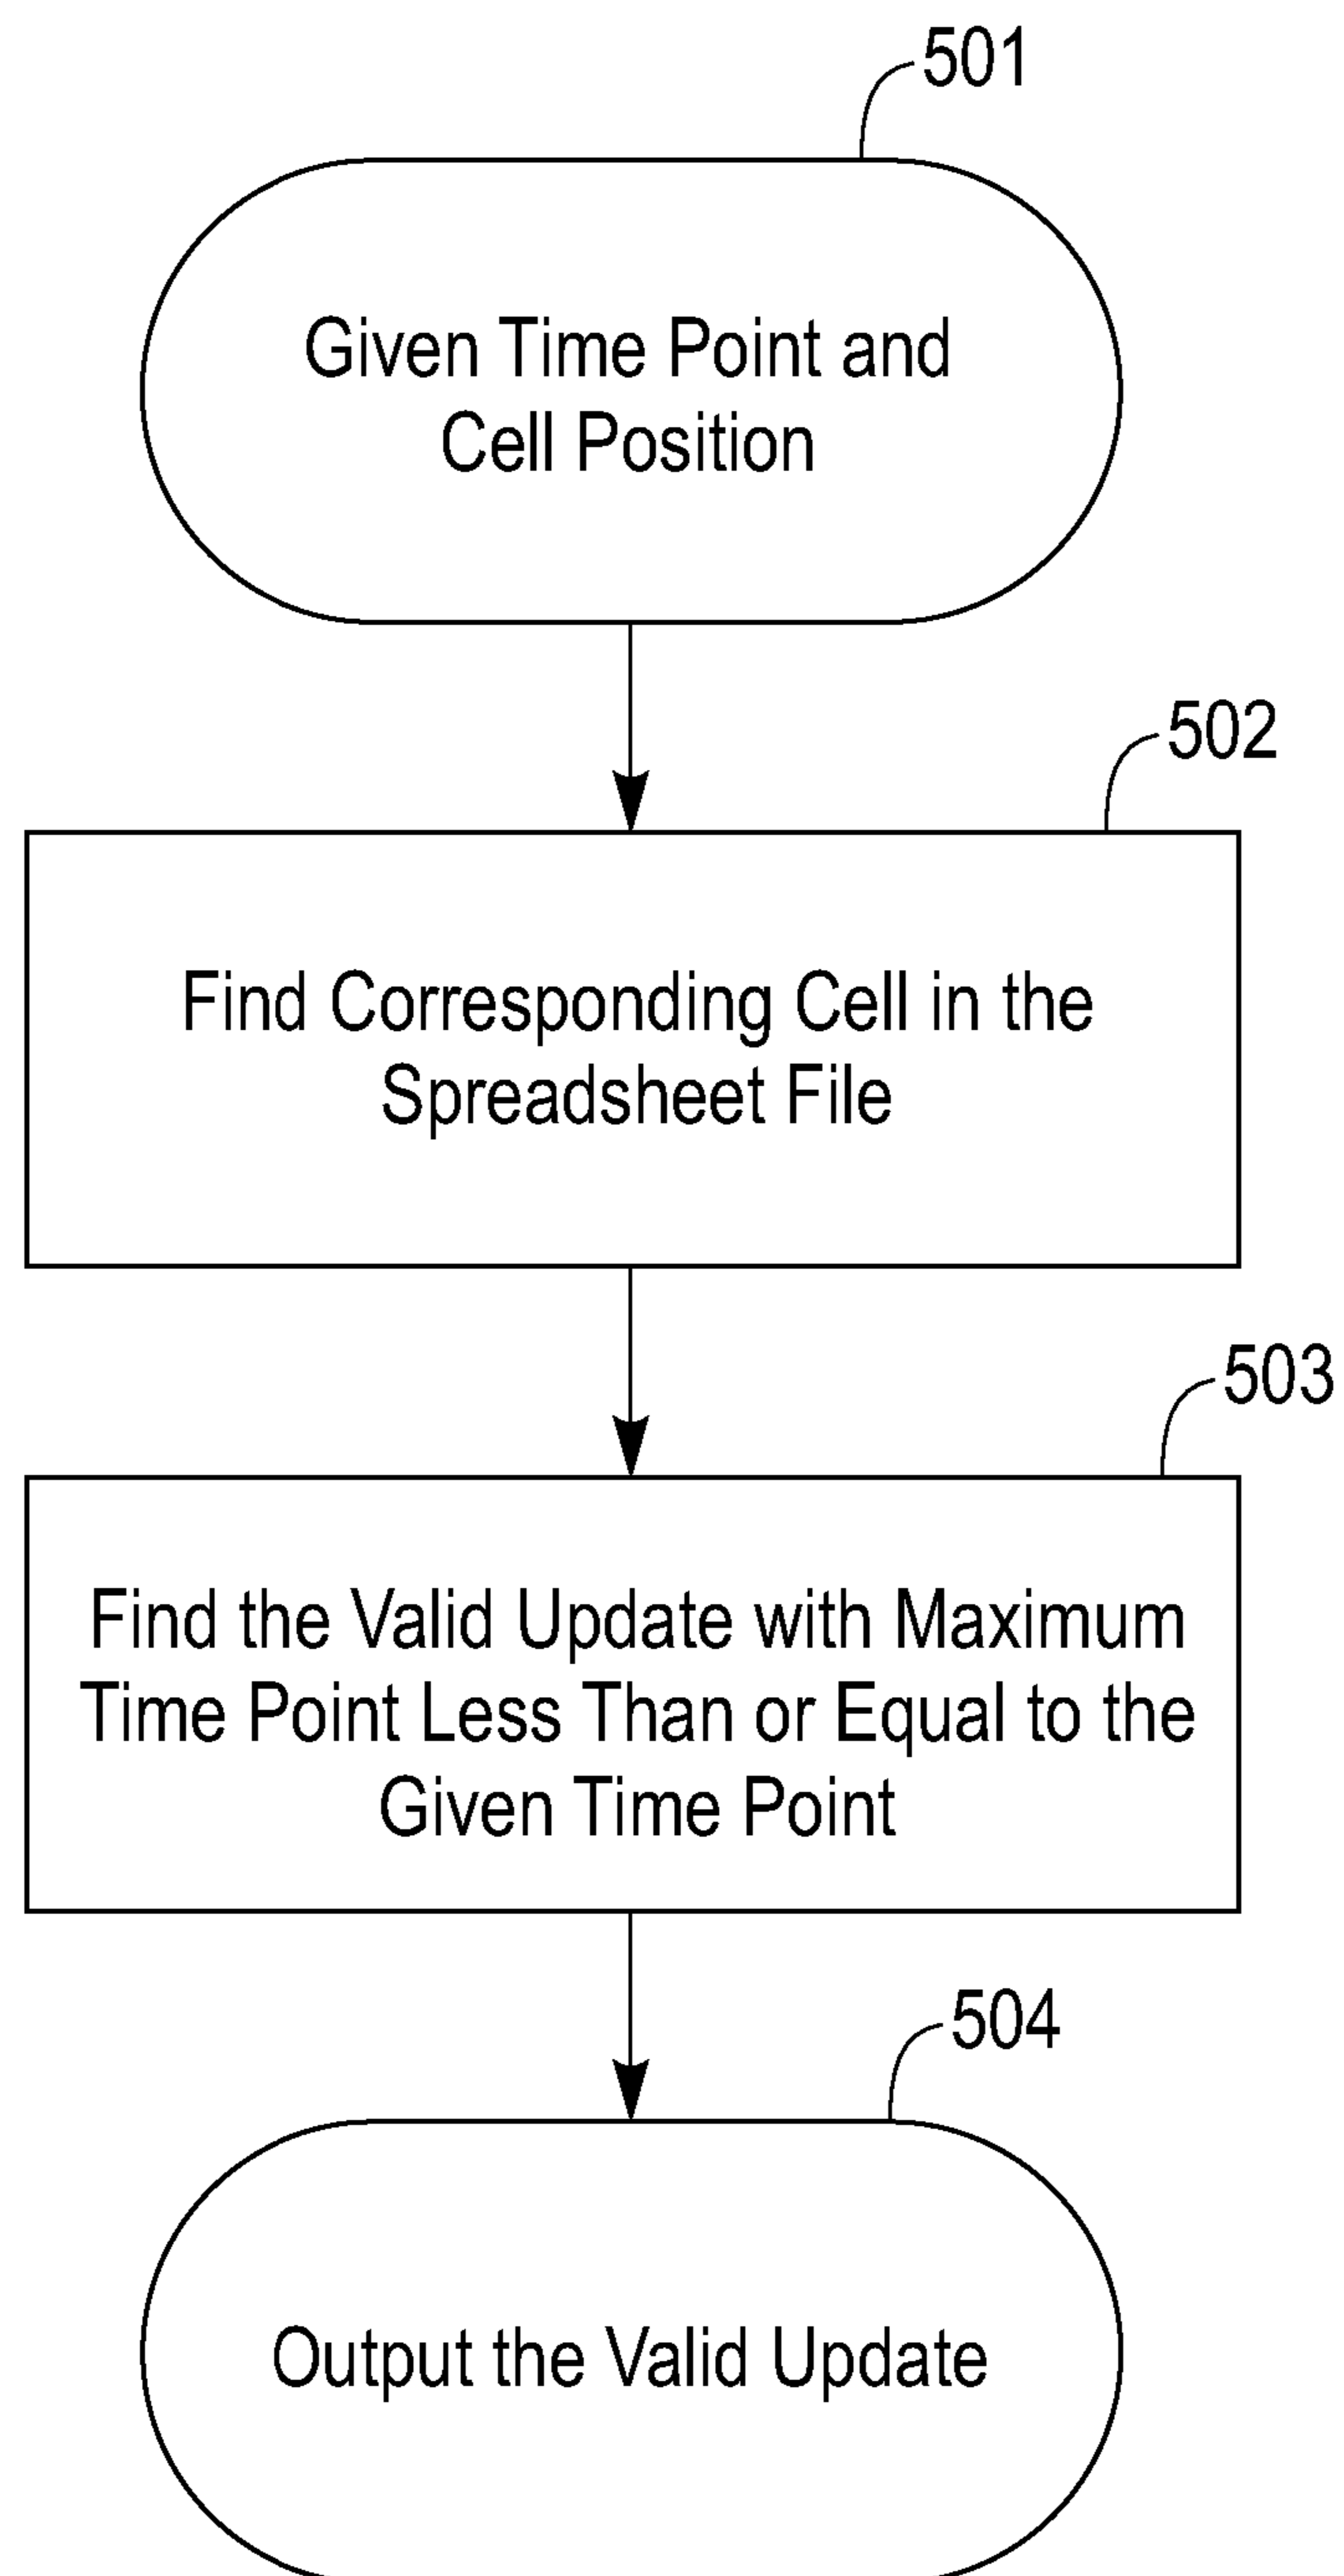 501
Given Time Point and
Cell Position
502
Find Corresponding Cell in the
Spreadsheet File
503
Find the Valid Update with Maximum
Time Point Less Than or Equal to the
Given Time Point
504
Output the Valid Update